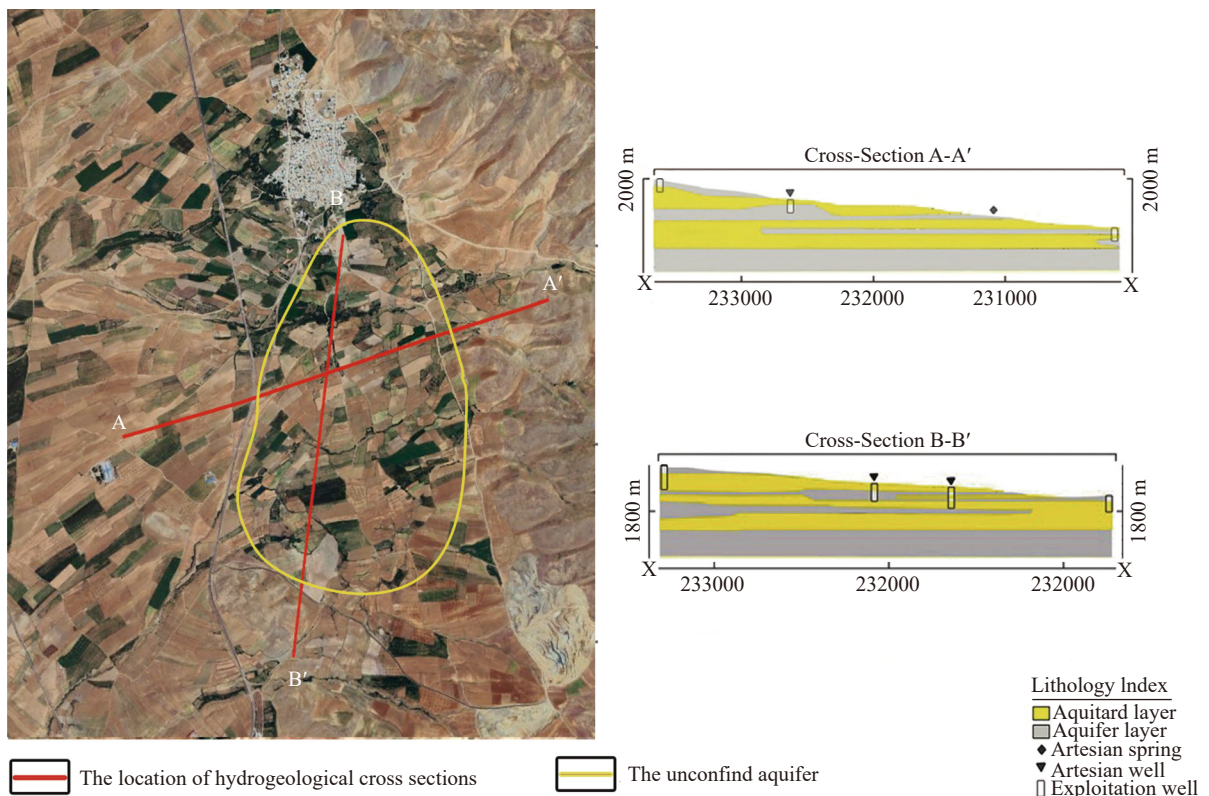 B
A'
A
B'
The location of hydrogeological cross sections
The unconfind aquifer
Cross-Section A-A′
2000 m
2000 m
X
X
233000
232000
231000
Cross-Section B-B′
1800 m
1800 m
X
X
233000
232000
232000
Lithology lndex
Aquitard layer
Aquifer layer
Artesian spring
Artesian well
Exploitation well